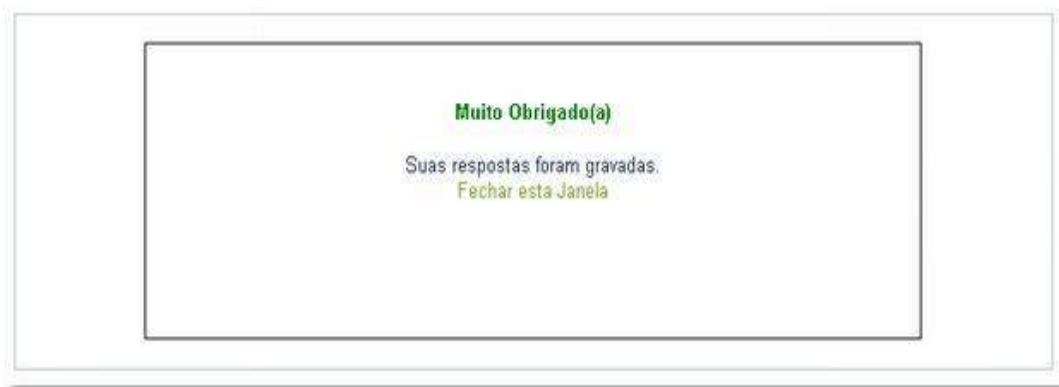 Muito Obrigado(a)
Suas respostas foram gravadas.
Fechar esta Janela